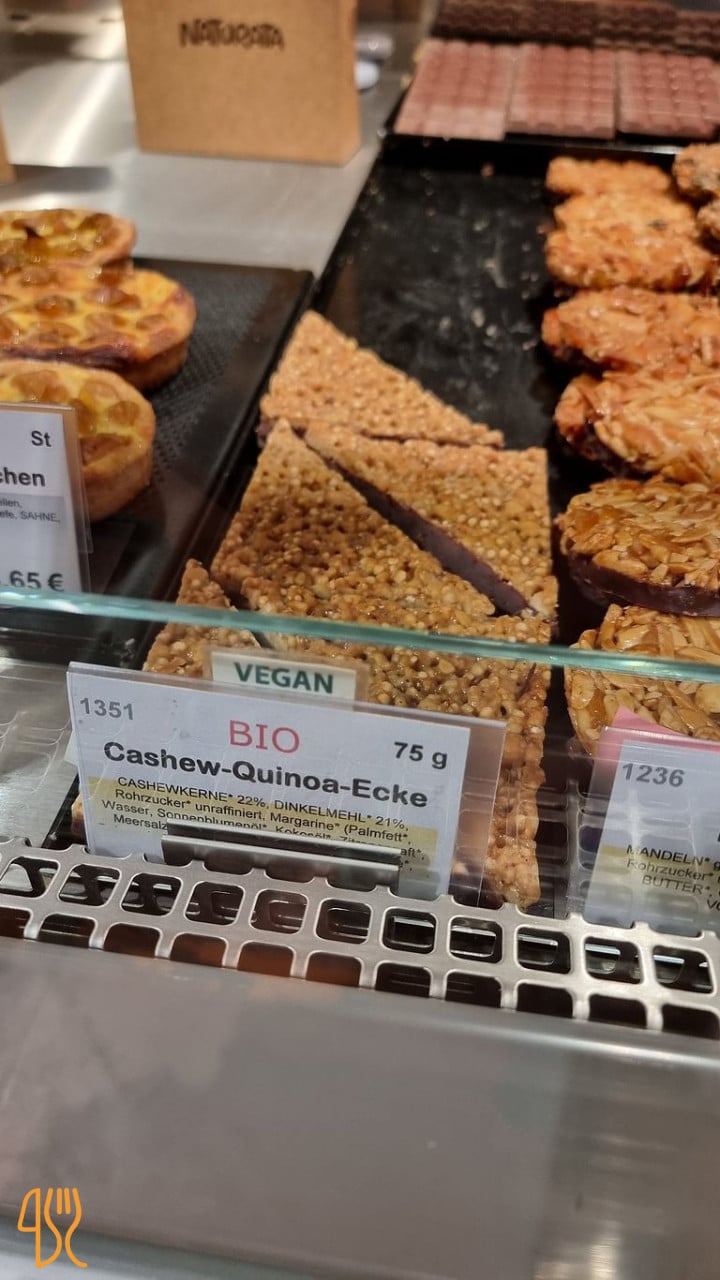 NATURATA
St
chen
SAHNE,
65 €
VEGAN
1351
BIO
75 g
Cashew-Quinoa-Ecke
CASHEWKERNE* 22%, DINKELMEHL* 21%,
Rohrzucker* unraffiniert, Margarine* (Palmfett*,
Wasser, Sonnenblumenöl*, Kokosöl*,
Meersalz
1236
MANDELN*
Rohrzucker*
BUTTER*,